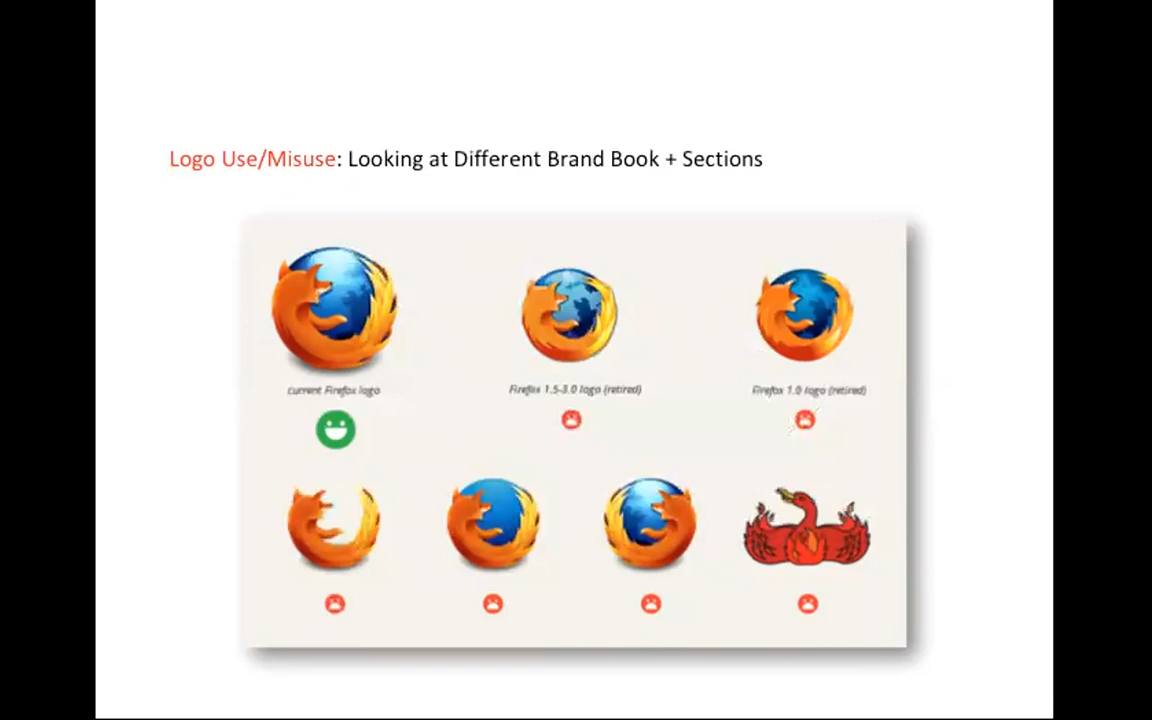 Logo Use/Misuse: Looking at Different Brand Book + Sections
current Firefox logo
Firefox 1.5-3.0 logo (retired)
Firefox 1.0 logo (retired)